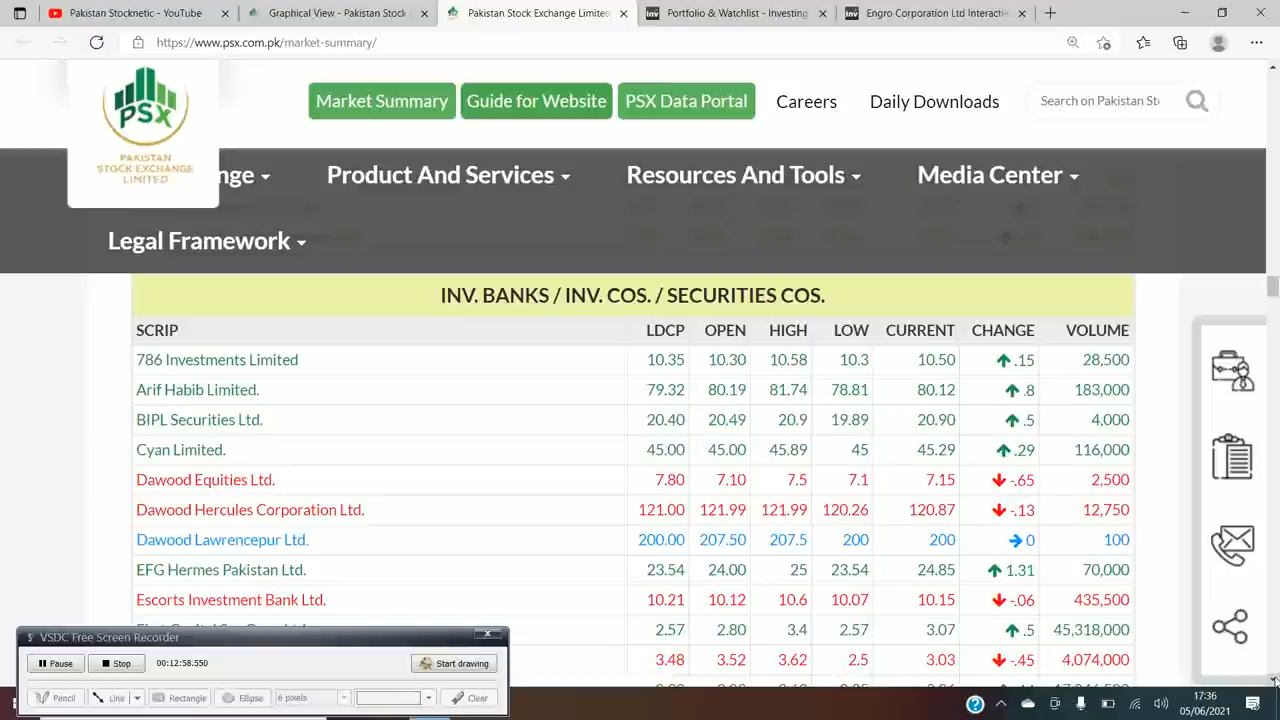 Pakistan Stocknetic - YouTube
Graphical View - Pakistan Stock
Pakistan Stock Exchange Limite
inv Portfolio & Watchlist - Investing
inv Engro Corporation Ltd Interacti
https://www.psx.com.pk/market-summary/
PSX
PAKISTAN
STOCK EXCHANGE
LIMITED
Market Summary
Guide for Website
PSX Data Portal
Careers
Daily Downloads
Search on Pakistan St
nge
Product And Services
Resources And Tools
Media Center
Legal Framework
INV. BANKS / INV. COS. / SECURITIES COS.
SCRIP LDCP OPEN HIGH LOW CURRENT CHANGE VOLUME
786 Investments Limited 10.35 10.30 10.58 10.3 10.50 .15 28,500
Arif Habib Limited. 79.32 80.19 81.74 78.81 80.12 .8 183,000
BIPL Securities Ltd. 20.40 20.49 20.9 19.89 20.90 .5 4,000
Cyan Limited. 45.00 45.00 45.89 45 45.29 .29 116,000
Dawood Equities Ltd. 7.80 7.10 7.5 7.1 7.15 -.65 2,500
Dawood Hercules Corporation Ltd. 121.00 121.99 121.99 120.26 120.87 -.13 12,750
Dawood Lawrencepur Ltd. 200.00 207.50 207.5 200 200 0 100
EFG Hermes Pakistan Ltd. 23.54 24.00 25 23.54 24.85 1.31 70,000
Escorts Investment Bank Ltd. 10.21 10.12 10.6 10.07 10.15 -.06 435,500
2.57 2.80 3.4 2.57 3.07 .5 45,318,000
3.48 3.52 3.62 2.5 3.03 -.45 4,074,000
VSDC Free Screen Recorder
Pause
Stop
00:12:58.550
Start drawing
Pencil
Line
Rectangle
Ellipse
6 pixels
Clear
17:36
05/06/2021